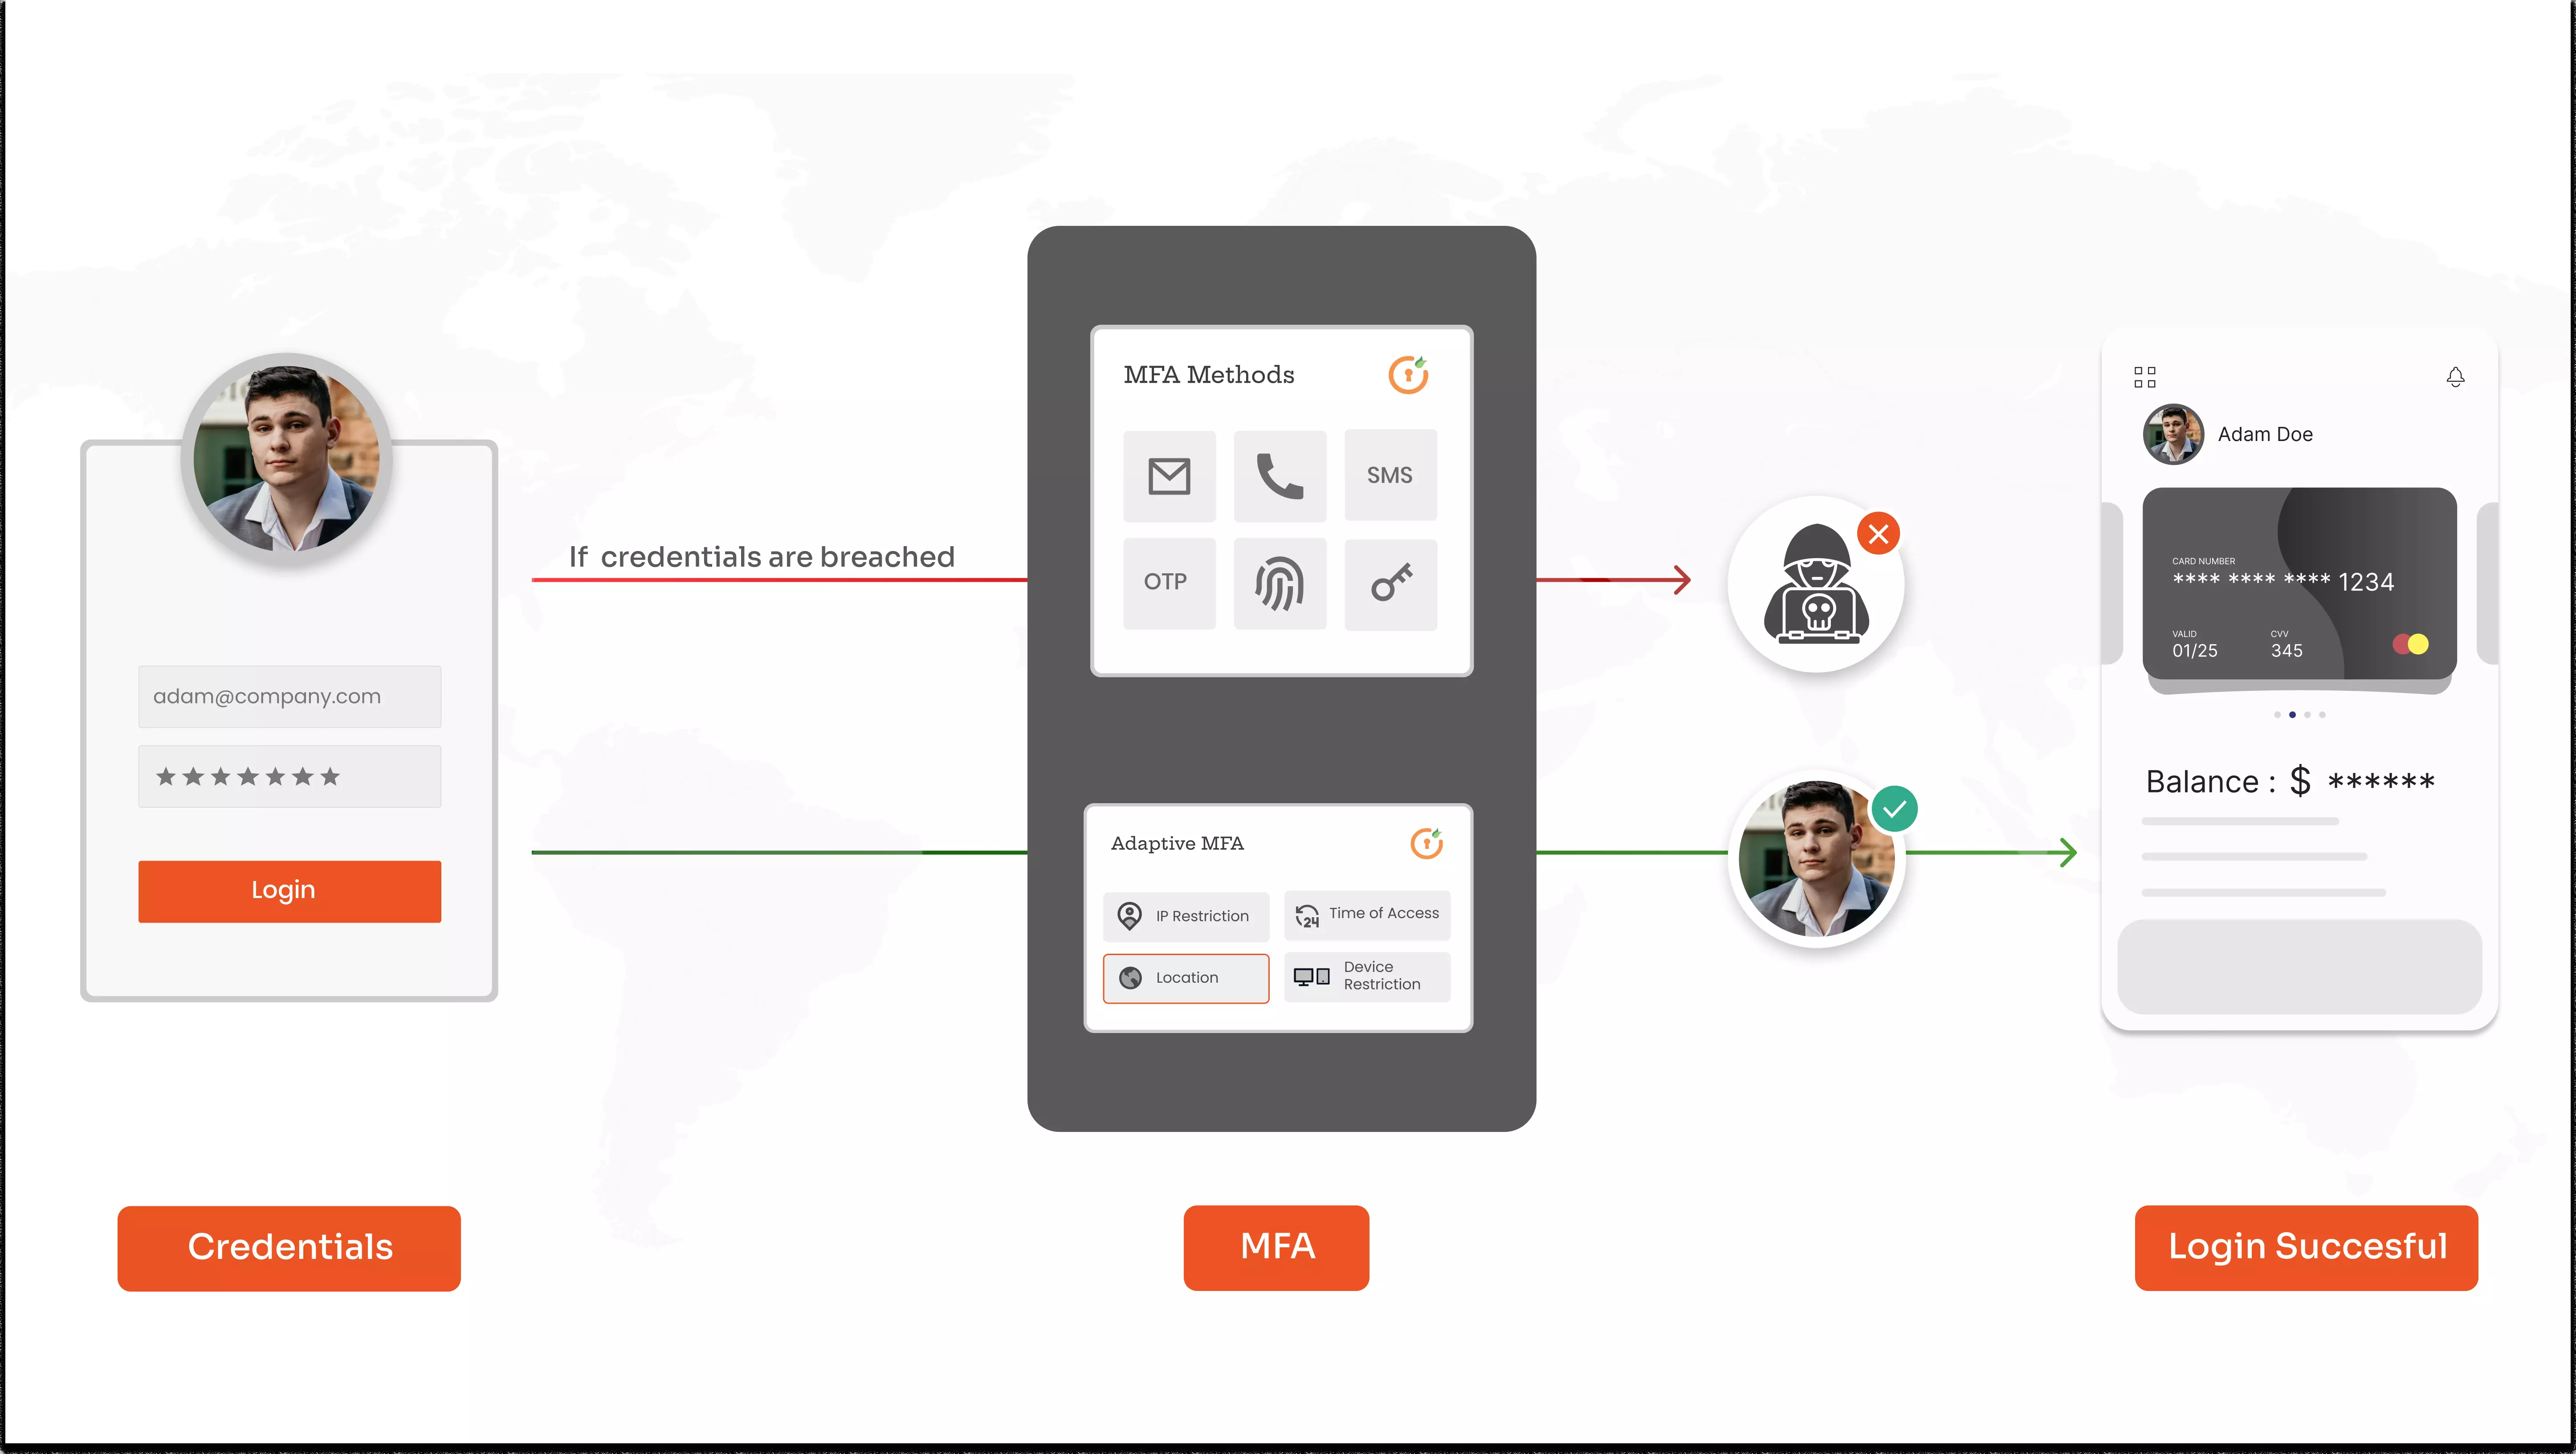 adam@company.com
★★★★★★★
Login
Credentials
If credentials are breached
MFA Methods
SMS
OTP
Adaptive MFA
IP Restriction
24
Time of Access
Location
Device
Restriction
MFA
Adam Doe
CARD NUMBER
**** **** **** 1234
VALID
CVV
01/25
345
Balance : $ ******
Login Succesful